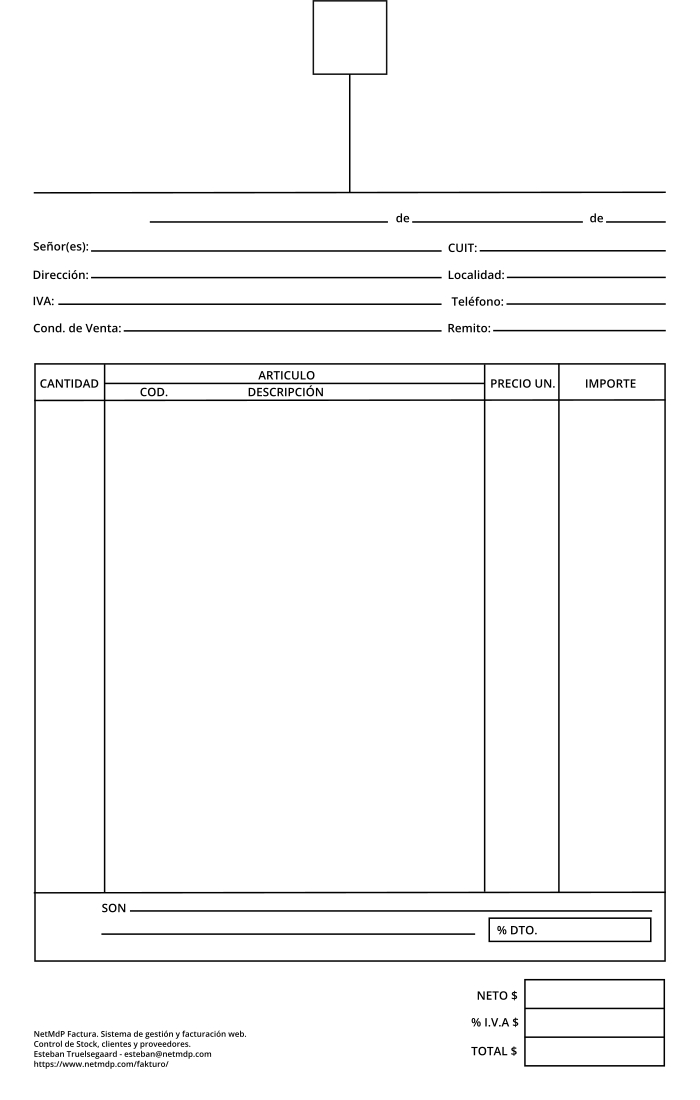 de de
Señor(es): CUIT:
Dirección: Localidad:
IVA: Teléfono:
Cond. de Venta: Remito:
CANTIDAD ARTICULO PRECIO UN. IMPORTE
COD. DESCRIPCIÓN
SON
% DTO.
NETO $
% I.V.A $
TOTAL $
NetMdP Factura. Sistema de gestión y facturación web.
Control de Stock, clientes y proveedores.
Esteban Truelsegaard - esteban@netmdp.com
https://www.netmdp.com/fakturo/